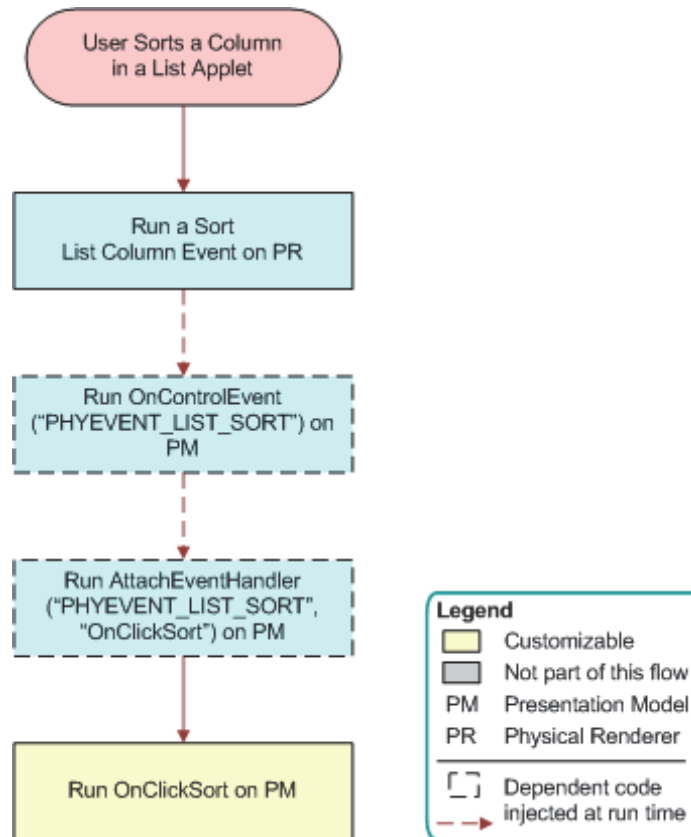 User Sorts a Column
in a List Applet
Run a Sort
List Column Event on PR
Run OnControlEvent
(“PHYEVENT_LIST_SORT”) on
PM
Run AttachEventHandler
(“PHYEVENT_LIST_SORT”,
“OnClickSort”) on PM
Run OnClickSort on PM
Legend
Customizable
Not part of this flow
PM Presentation Model
PR Physical Renderer
Dependent code
injected at run time